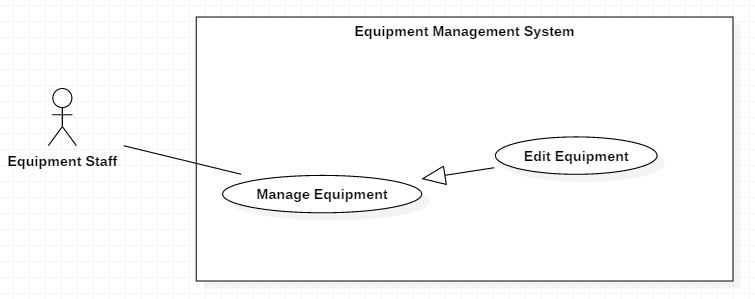 Equipment Management System
Equipment Staff
Edit Equipment
Manage Equipment